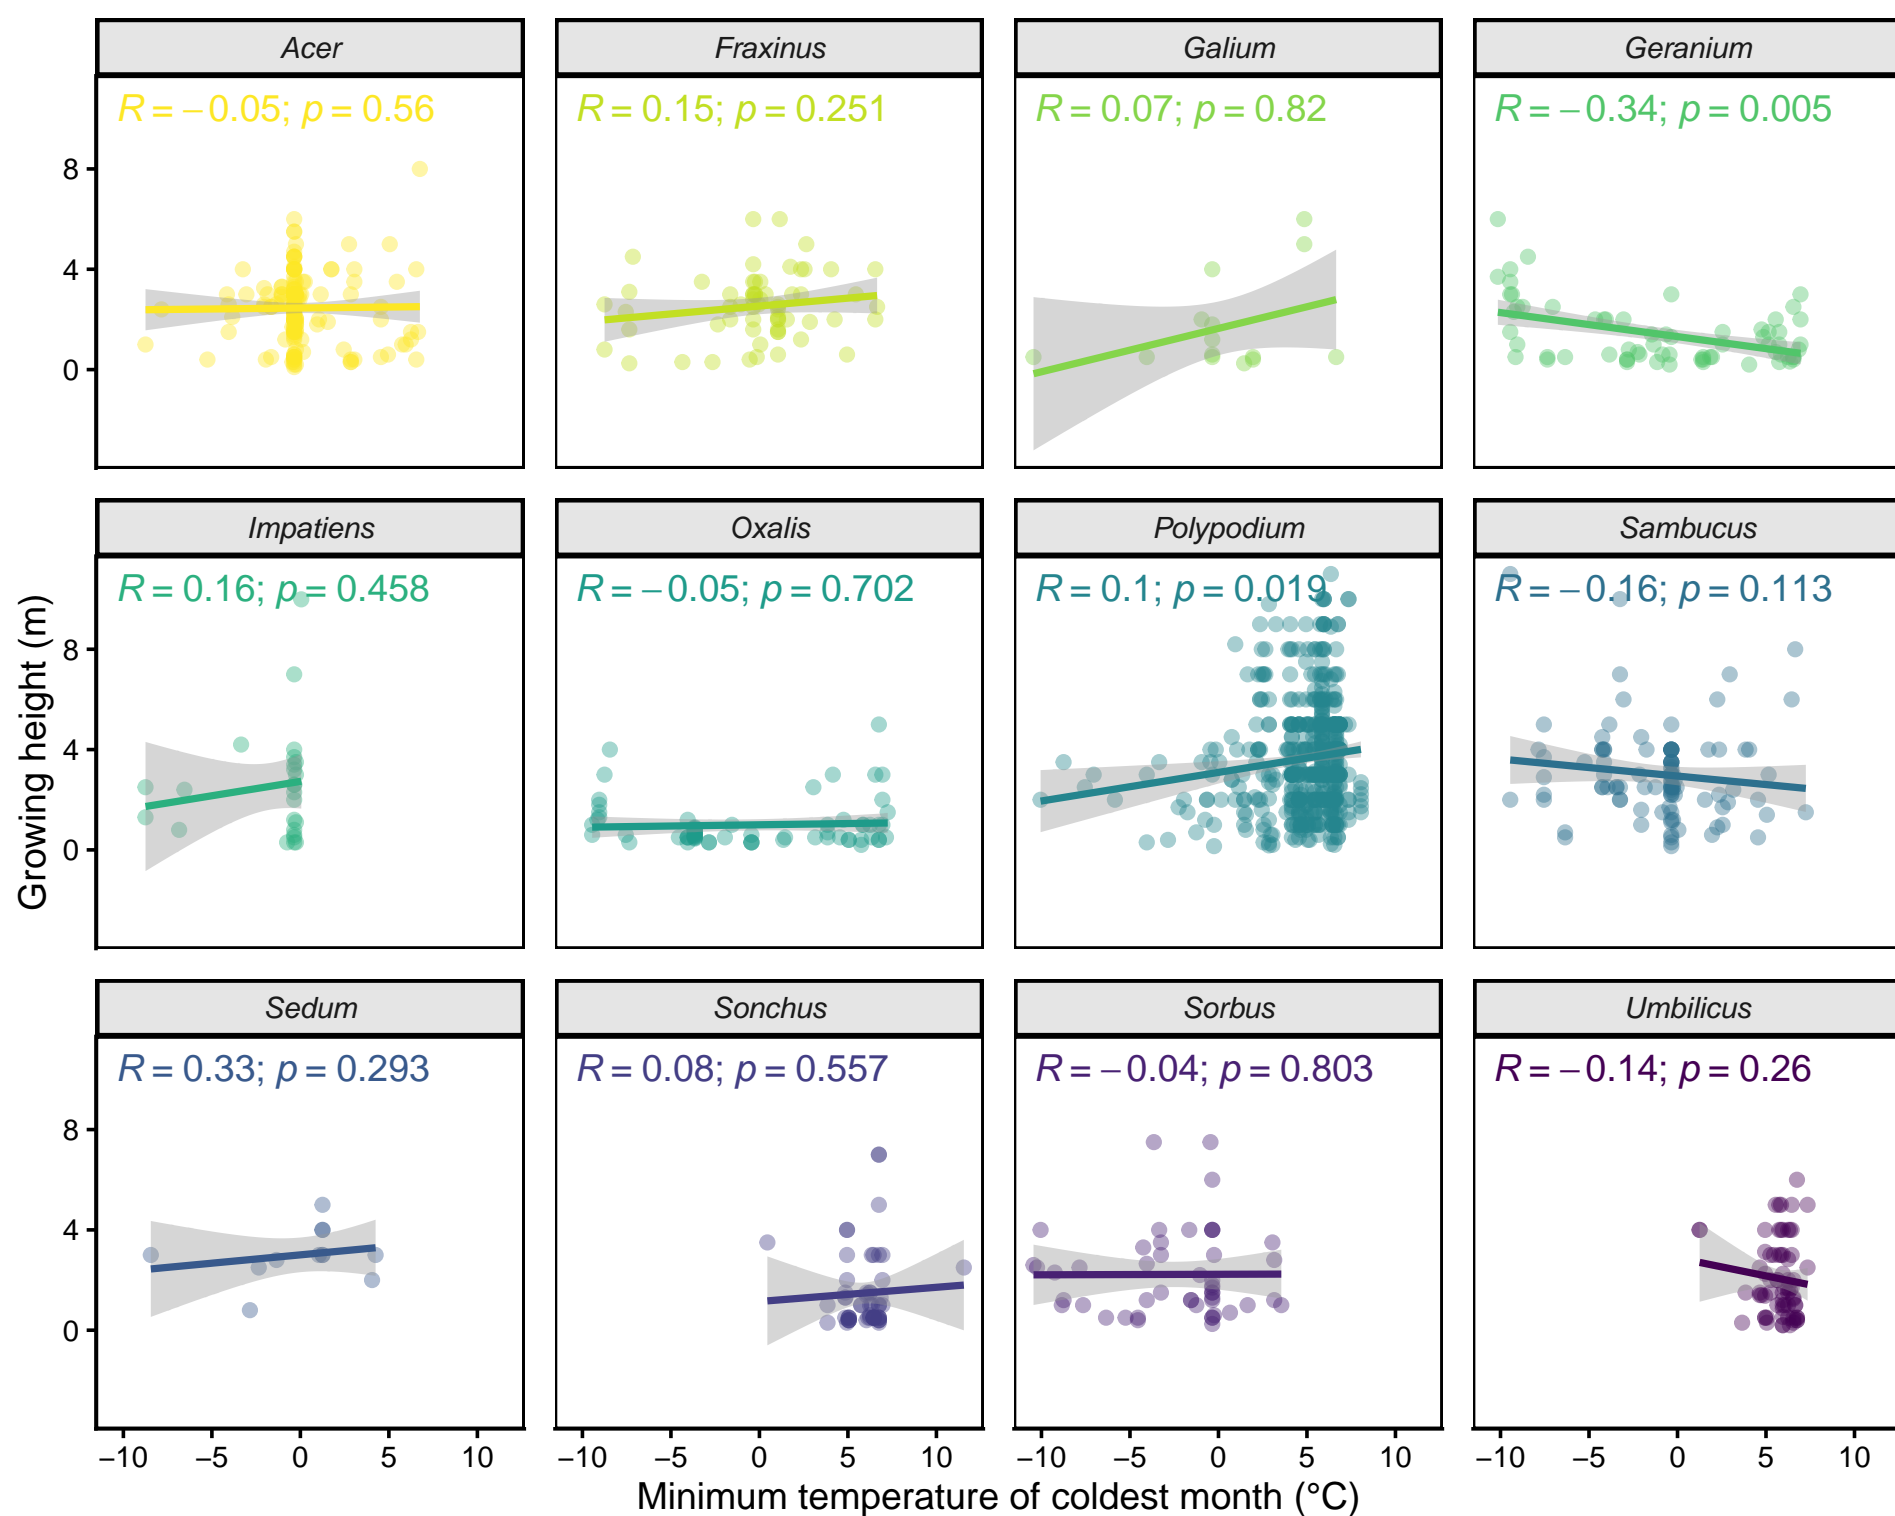 Acer
Fraxinus
Galium
Geranium
R = −0.05; p = 0.56
R = 0.15; p = 0.251
R = 0.07; p = 0.82
R = −0.34; p = 0.005
8
4
0
Impatiens
Oxalis
Polypodium
Sambucus
R = 0.16; p = 0.458
R = −0.05; p = 0.702
R = 0.1; p = 0.019
R = −0.16; p = 0.113
8
4
0
Growing height (m)
Sedum
Sonchus
Sorbus
Umbilicus
R = 0.33; p = 0.293
R = 0.08; p = 0.557
R = −0.04; p = 0.803
R = −0.14; p = 0.26
8
4
0
−10 −5 0 5 10
−10 −5 0 5 10
−10 −5 0 5 10
−10 −5 0 5 10
Minimum temperature of coldest month (°C)